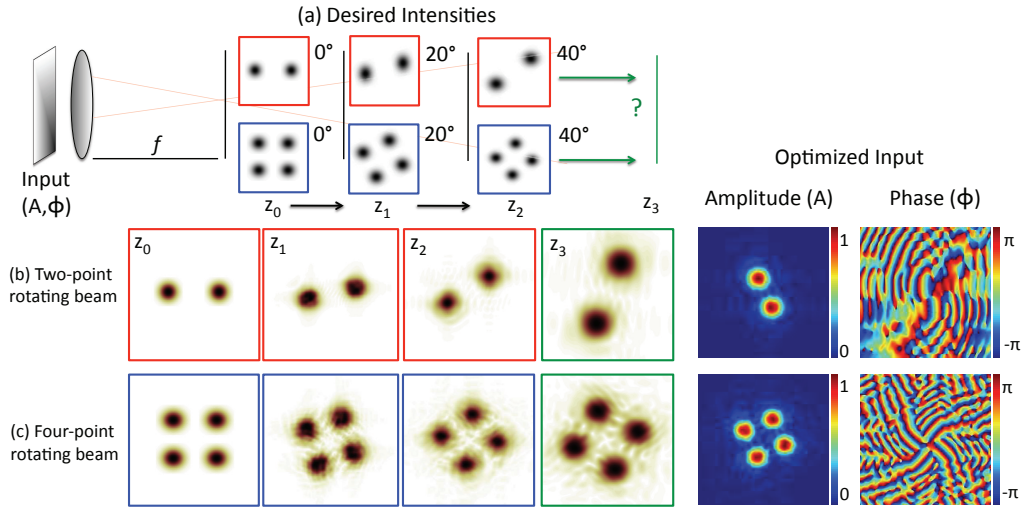 (a) Desired Intensities
0°
20°
40°
f
?
0°
20°
40°
Input
(A,ϕ)
z0
z1
z2
z3
Optimized Input
Amplitude (A)
Phase (ϕ)
(b) Two-point
rotating beam
z0
z1
z2
z3
1
0
π
-π
(c) Four-point
rotating beam
1
0
π
-π